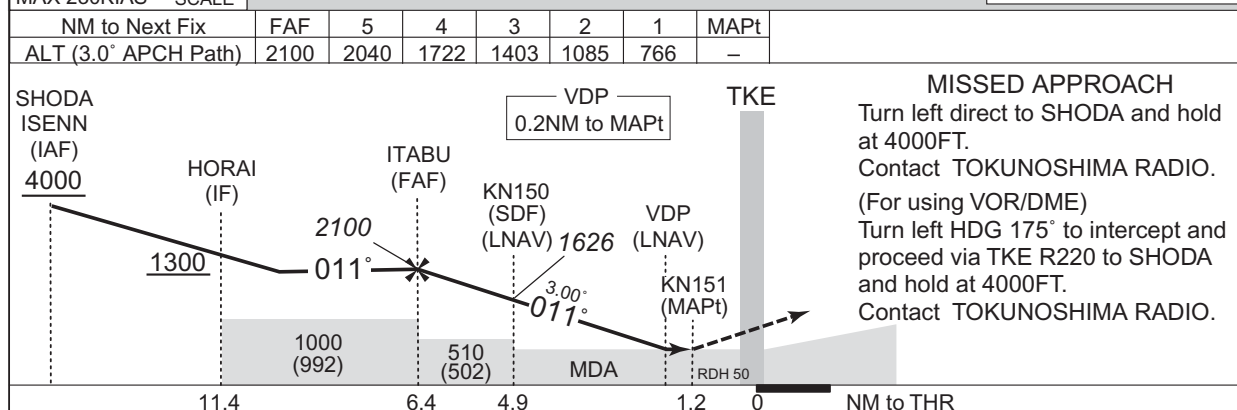 MAX 230KIAS SCALE
NM to Next Fix FAF 5 4 3 2 1 MAPt
ALT (3.0° APCH Path) 2100 2040 1722 1403 1085 766 –
SHODA
ISENN
(IAF)
4000
HORAI
(IF)
1300
ITABU
(FAF)
2100
011°
KN150
(SDF)
(LNAV)
1626
VDP
0.2NM to MAPt
VDP
(LNAV)
3.00°
011°
KN151
(MAPt)
TKE
1000
(992)
510
(502)
MDA
RDH 50
11.4 6.4 4.9 1.2 0 NM to THR
MISSED APPROACH
Turn left direct to SHODA and hold
at 4000FT.
Contact TOKUNOSHIMA RADIO.
(For using VOR/DME)
Turn left HDG 175° to intercept and
proceed via TKE R220 to SHODA
and hold at 4000FT.
Contact TOKUNOSHIMA RADIO.